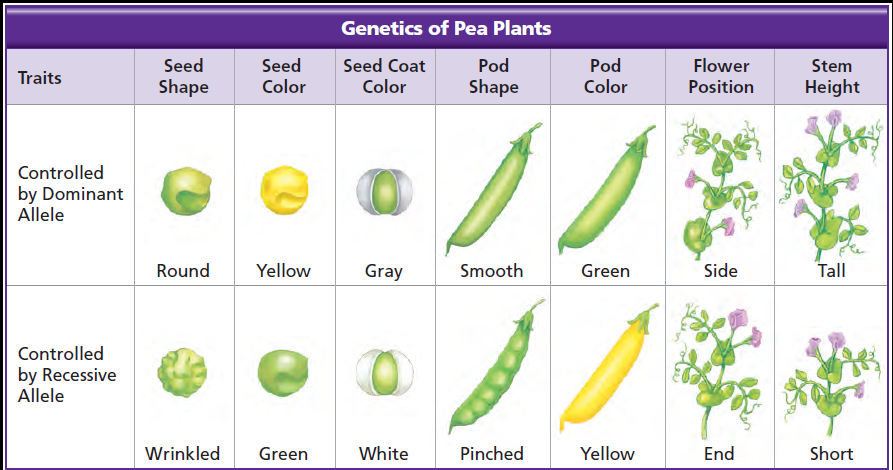 Genetics of Pea Plants
Traits
Seed Shape
Seed Color
Seed Coat Color
Pod Shape
Pod Color
Flower Position
Stem Height
Controlled
by Dominant
Allele
Round
Yellow
Gray
Smooth
Green
Side
Tall
Controlled
by Recessive
Allele
Wrinkled
Green
White
Pinched
Yellow
End
Short